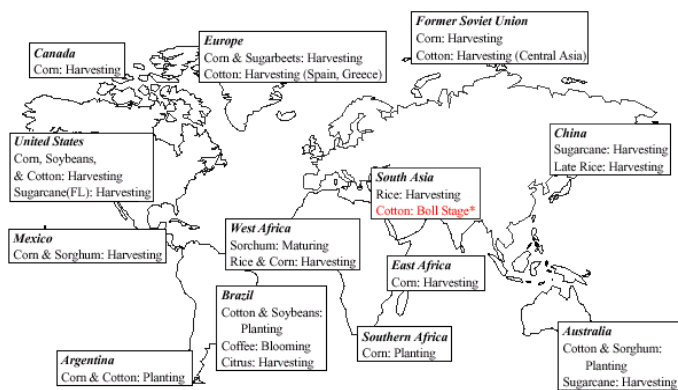 Former Soviet Union
Corn: Harvesting
Cotton: Harvesting (Central Asia)
Europe
Corn & Sugarbeets: Harvesting
Cotton: Harvesting (Spain, Greece)
Canada
Corn: Harvesting
United States
Corn, Soybeans,
& Cotton: Harvesting
Sugarcane(FL): Harvesting
China
Sugarcane: Harvesting
Late Rice: Harvesting
South Asia
Rice: Harvesting
Cotton: Boll Stage*
Mexico
Corn & Sorghum: Harvesting
West Africa
Sorchum: Maturing
Rice & Corn: Harvesting
East Africa
Corn: Harvesting
Brazil
Cotton & Soybeans:
Planting
Coffee: Blooming
Citrus: Harvesting
Southern Africa
Corn: Planting
Australia
Cotton & Sorghum:
Planting
Sugarcane: Harvesting
Argentina
Corn & Cotton: Planting